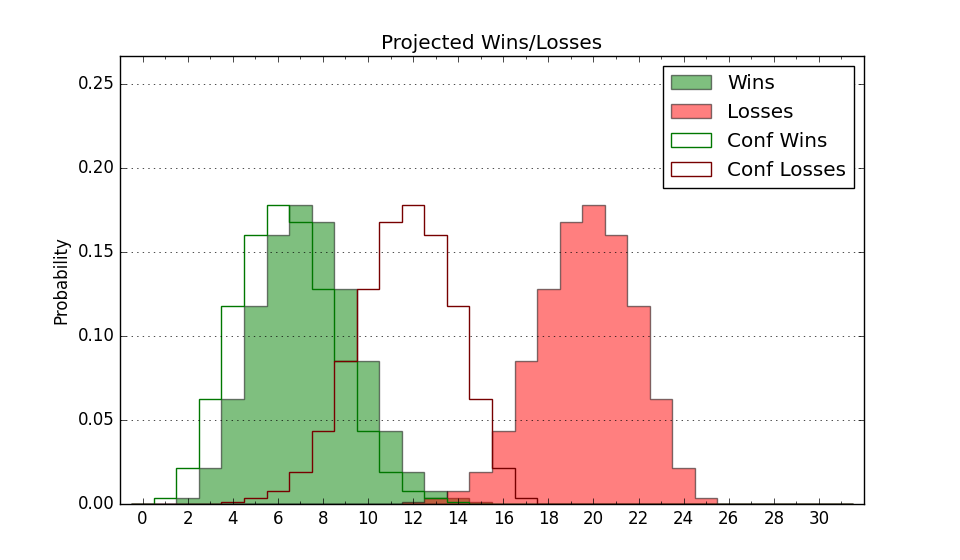 Projected Wins/Losses
0.25
0.20
0.15
0.10
0.05
0.00
Probability
Wins
Losses
Conf Wins
Conf Losses
0 2 4 6 8 10 12 14 16 18 20 22 24 26 28 30